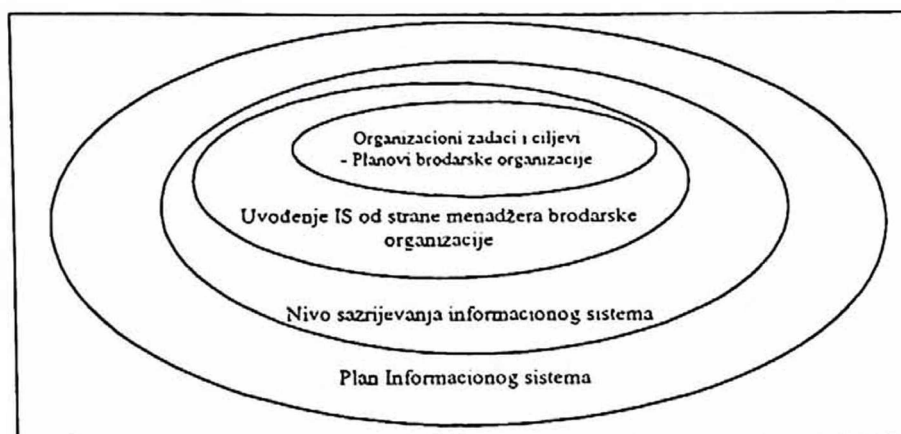 Organizacioni zadaci i ciljevi
- Planovi brodarske organizacije
Uvođenje IS od strane menadžera brodarske
organizacije
Nivo sazrijevanja informacionog sistema
Plan Informacionog sistema